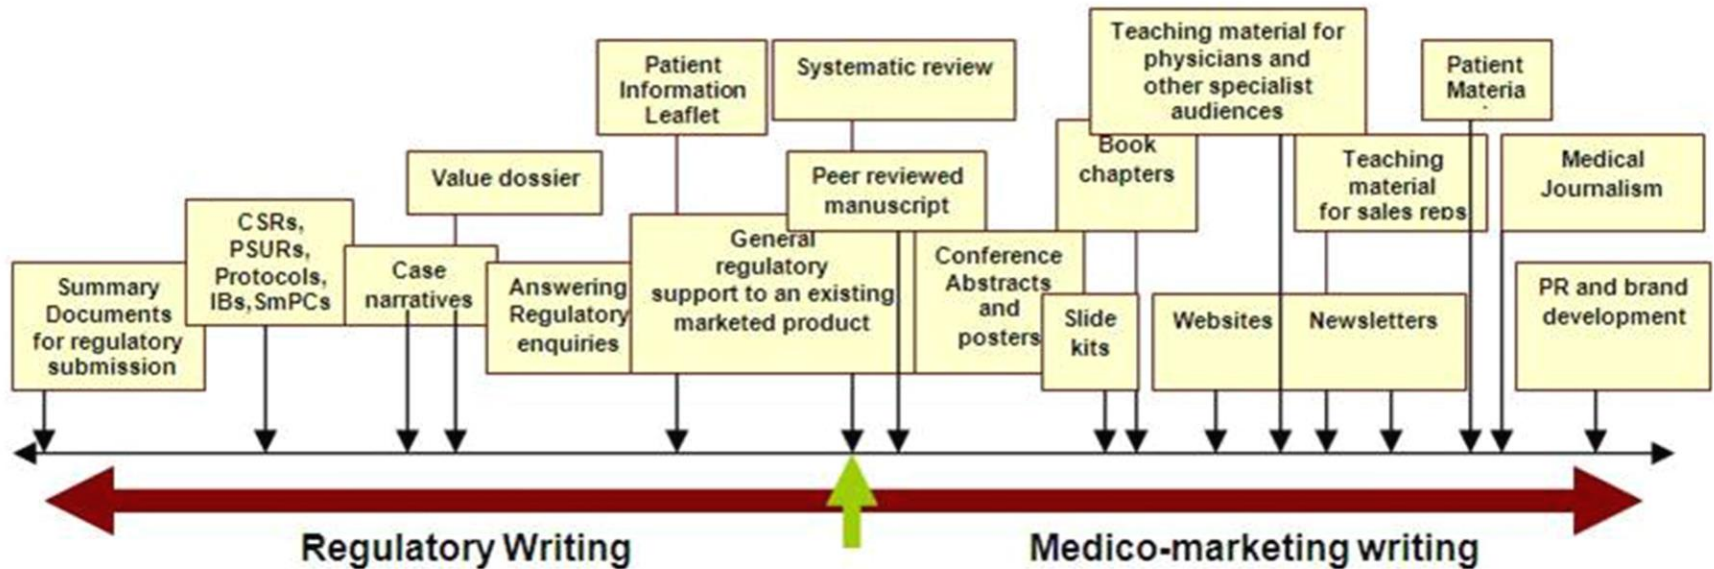 Summary
Documents
for regulatory
submission
CSRs,
PSURs,
Protocols,
IBs,SmPCs
Case
narratives
Value dossier
Answering
Regulatory
enquiries
Patient
Information
Leaflet
General
regulatory
support to an existing
marketed product
Systematic review
Peer reviewed
manuscript
Conference
Abstracts
and
posters
Slide
kits
Book
chapters
Teaching material for
physicians and
other specialist
audiences
Websites
Newsletters
Teaching
material
for sales reps
Patient
Materia
Medical
Journalism
PR and brand
development
Regulatory Writing
Medico-marketing writing